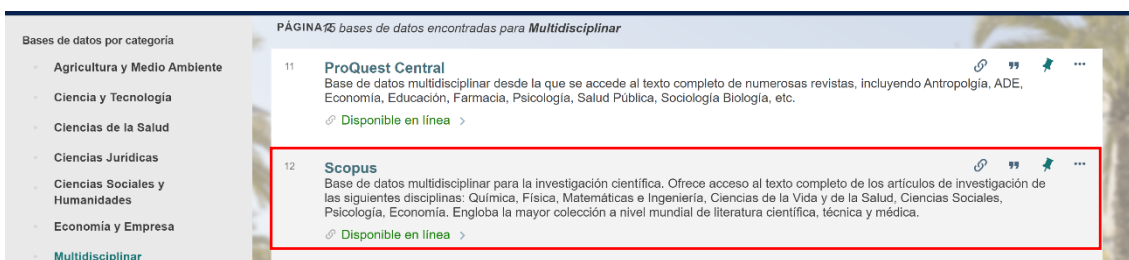 Bases de datos por categoría
Agricultura y Medio Ambiente
Ciencia y Tecnología
Ciencias de la Salud
Ciencias Jurídicas
Ciencias Sociales y
Humanidades
Economía y Empresa
Multidisciplinar
PÁGINA 2 15 bases de datos encontradas para Multidisciplinar
11 ProQuest Central
Base de datos multidisciplinar desde la que se accede al texto completo de numerosas revistas, incluyendo Antropolgía, ADE,
Economía, Educación, Farmacia, Psicología, Salud Pública, Sociología Biología, etc.
Disponible en línea
12 Scopus
Base de datos multidisciplinar para la investigación científica. Ofrece acceso al texto completo de los artículos de investigación de
las siguientes disciplinas: Química, Física, Matemáticas e Ingeniería, Ciencias de la Vida y de la Salud, Ciencias Sociales,
Psicología, Economía. Engloba la mayor colección a nivel mundial de literatura científica, técnica y médica.
Disponible en línea